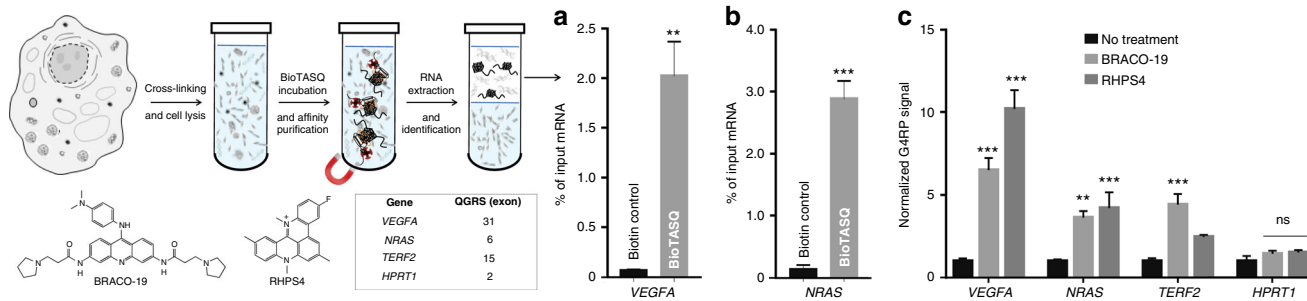 Cross-linking
and cell lysis
BioTASQ
incubation
and affinity
purification
RNA
extraction
and
identification
N
N
HN
N
O
N
H
N
N
H
O
N
BRACO-19
F
N
+
N
RHPS4
Gene QGRS (exon)
VEGFA 31
NRAS 6
TERF2 15
HPRT1 2
a
% of input mRNA
2.5
2.0
1.5
1.0
0.5
0
**
Biotin control
BioTASQ
VEGFA
b
% of input mRNA
4.0
3.0
2.0
1.0
0
***
Biotin control
BioTASQ
NRAS
c
Normalized G4RP signal
15
10
5
0
No treatment
BRACO-19
RHPS4
***
***
**
***
***
ns
VEGFA
NRAS
TERF2
HPRT1